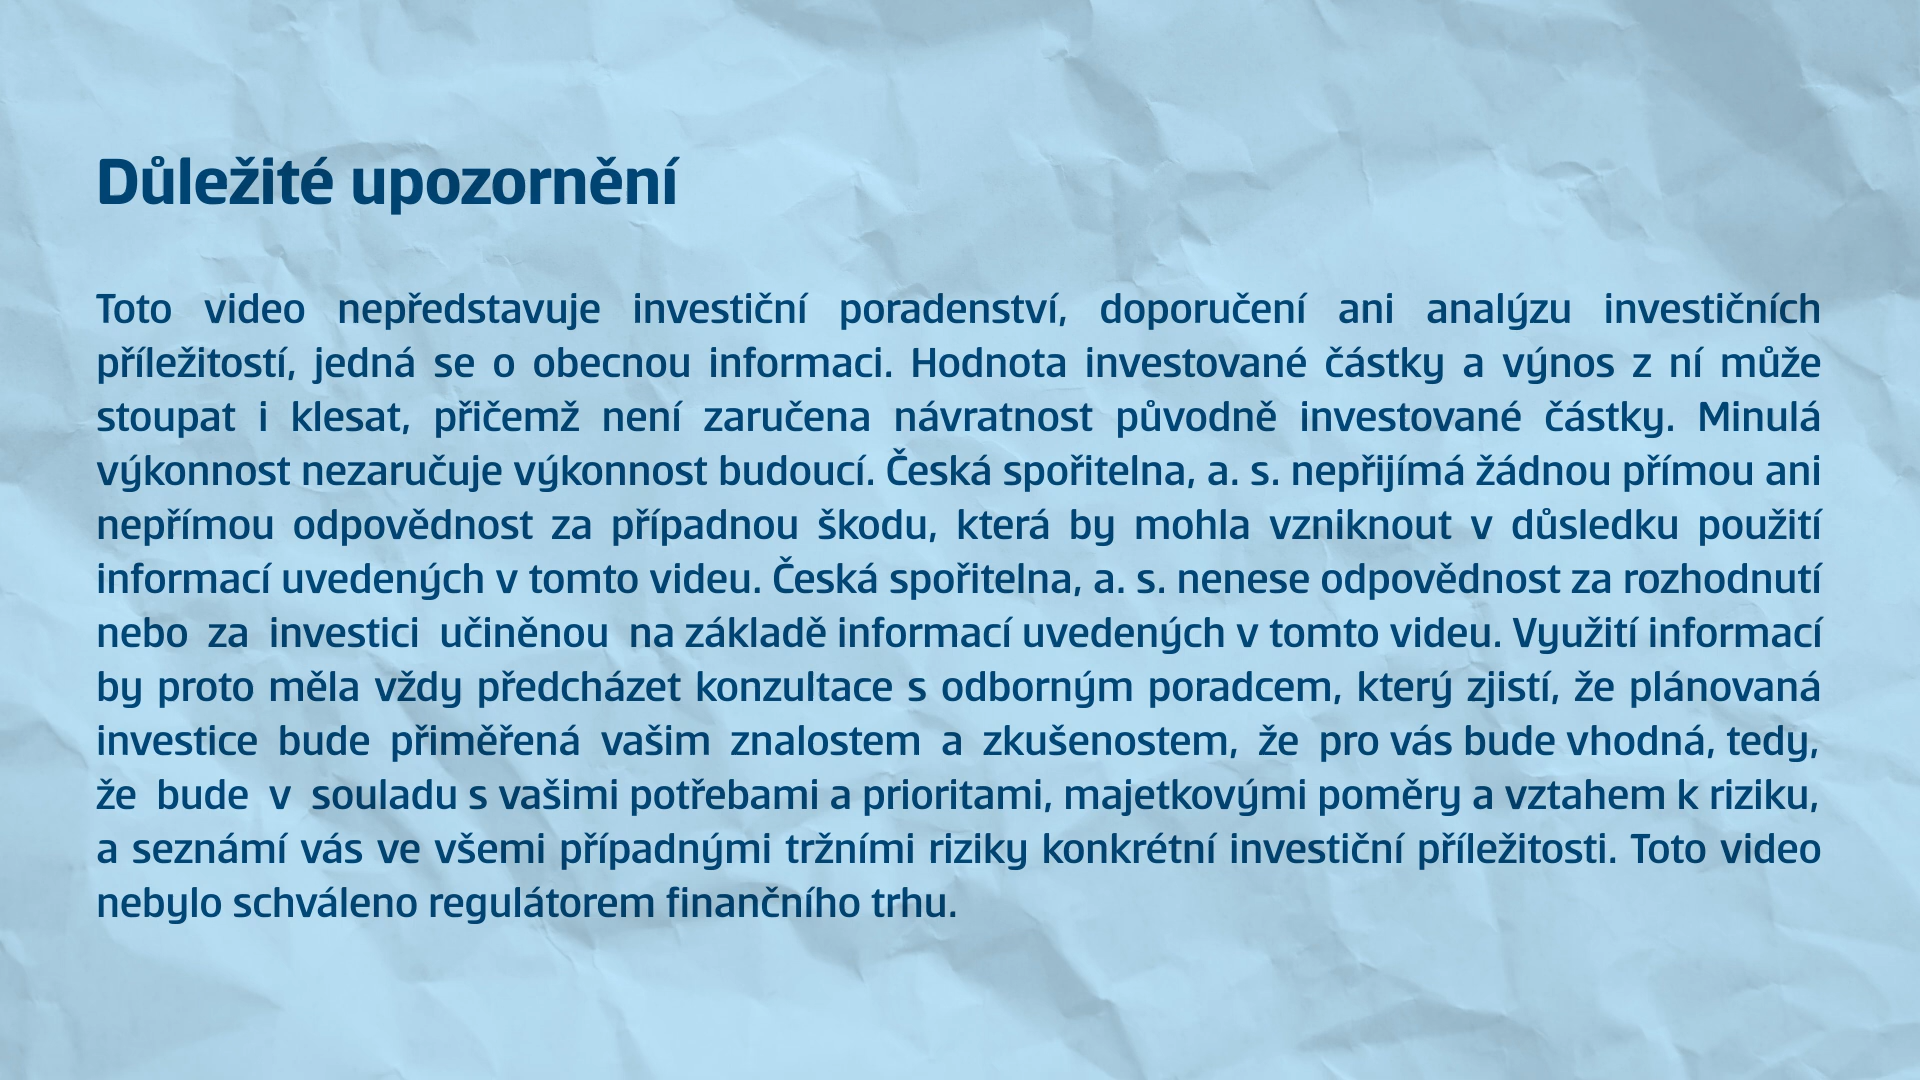 Důležité upozornění
Toto video nepředstavuje investiční poradenství, doporučení ani analýzu investičních
příležitostí, jedná se o obecnou informaci. Hodnota investované částky a výnos z ní může
stoupat i klesat, přičemž není zaručena návratnost původně investované částky. Minulá
výkonnost nezaručuje výkonnost budoucí. Česká spořitelna, a. s. nepřijímá žádnou přímou ani
nepřímou odpovědnost za případnou škodu, která by mohla vzniknout v důsledku použití
informací uvedených v tomto videu. Česká spořitelna, a. s. nenese odpovědnost za rozhodnutí
nebo za investici učiněnou na základě informací uvedených v tomto videu. Využití informací
by proto měla vždy předcházet konzultace s odborným poradcem, který zjistí, že plánovaná
investice bude přiměřená vašim znalostem a zkušenostem, že pro vás bude vhodná, tedy,
že bude v souladu s vašimi potřebami a prioritami, majetkovými poměry a vztahem k riziku,
a seznámí vás ve všemi případnými tržními riziky konkrétní investiční příležitosti. Toto video
nebylo schváleno regulátorem finančního trhu.